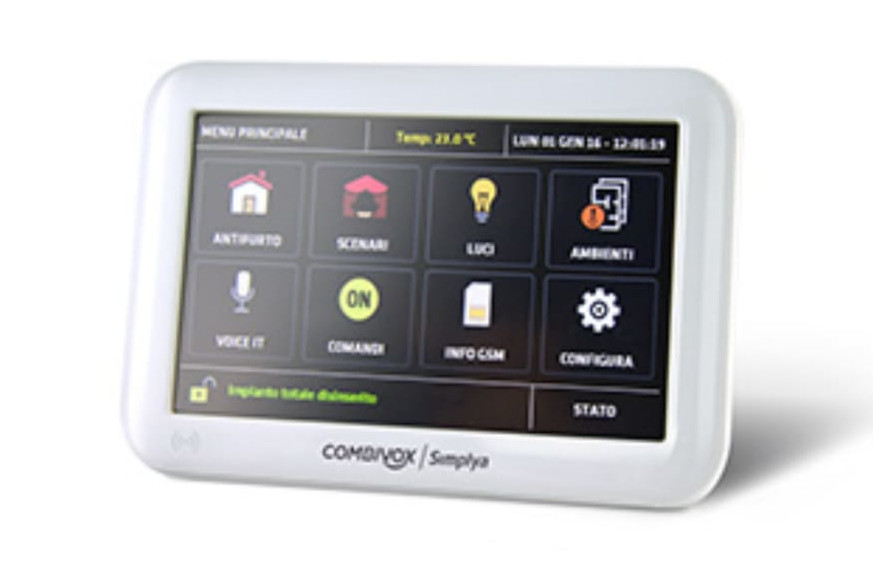 MENU PRINCIPALE
Temp: 23.0 °C
LUN 01 GEN 16 - 12:01:19
ANTIFURTO
SCENARI
LUCI
AMBIENTI
VOICE IT
ON
COMANDI
INFO GSM
CONFIGURA
Impianto totale disinserito
STATO
COMBIVOX / Simplya